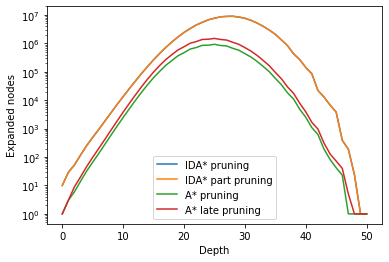 10⁷
10⁶
10⁵
10⁴
10³
10²
10¹
10⁰
Expanded nodes
IDA* pruning
IDA* part pruning
A* pruning
A* late pruning
0 10 20 30 40 50
Depth